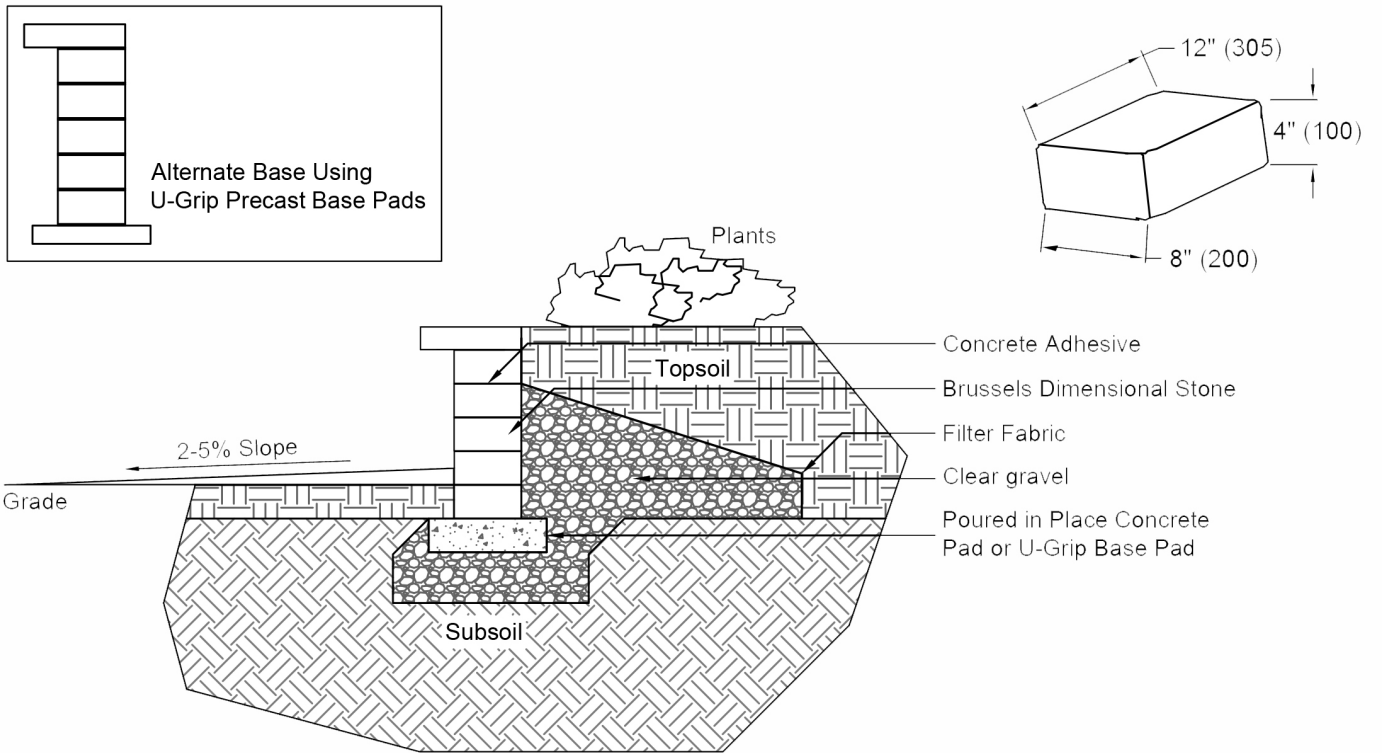 Alternate Base Using
U-Grip Precast Base Pads
12" (305)
4" (100)
8" (200)
Plants
Concrete Adhesive
Topsoil
Brussels Dimensional Stone
Filter Fabric
2-5% Slope
Clear gravel
Grade
Poured in Place Concrete
Pad or U-Grip Base Pad
Subsoil